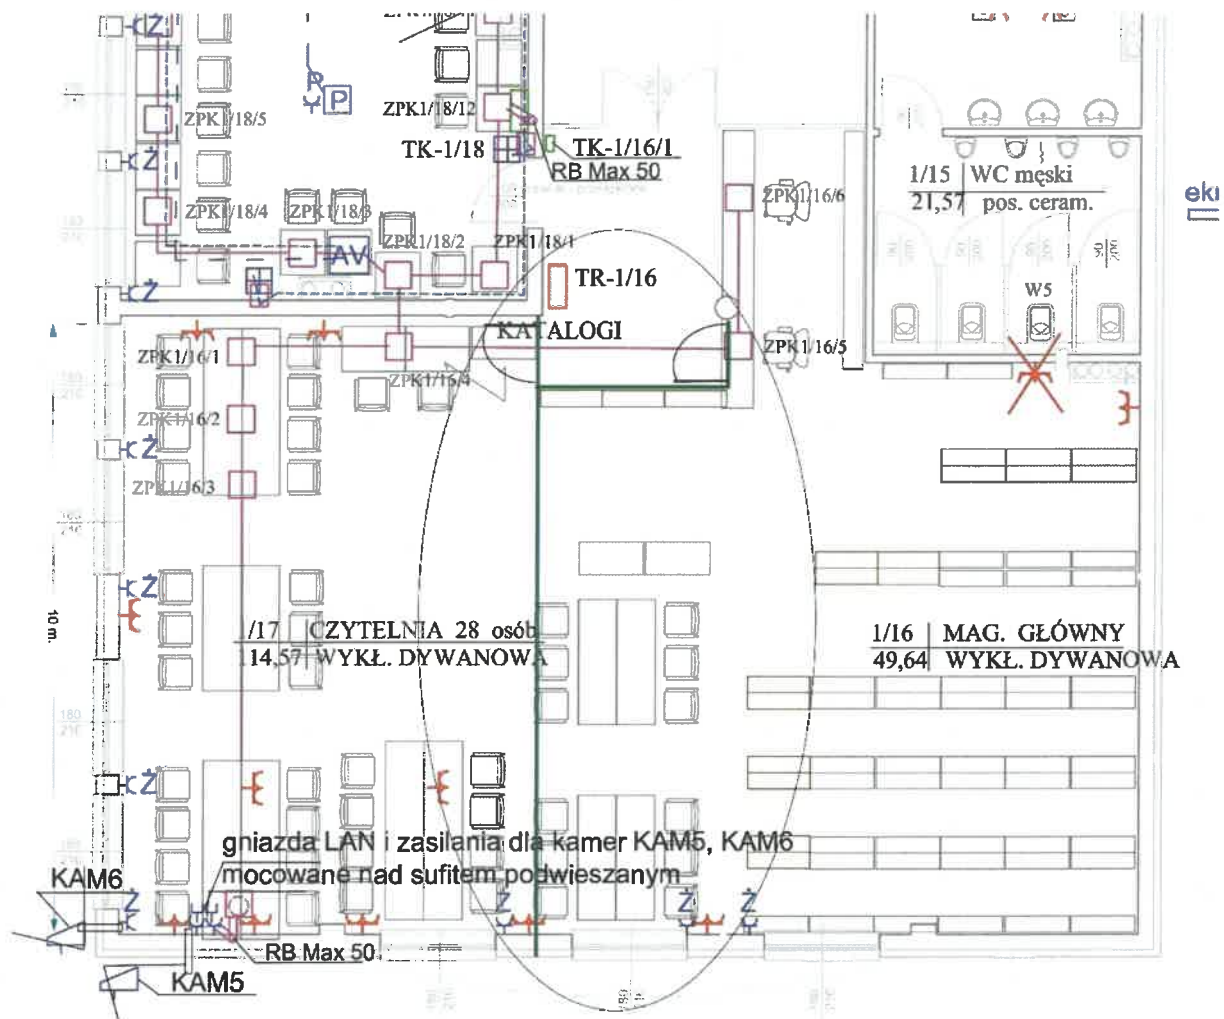 Ż
P
ZPK1/18/5
ZPK1/18/12
TK-1/18
TK-1/16/1
RB Max 50
Ż
1/15 WC męski
21,57 pos. ceram.
ZPK1/16/6
ZPK1/18/4
ZPK1/18/3
ZPK1/18/2
ZPK1/18/1
AV
TR-1/16
W5
Ż
KATALOGI
ZPK1/16/1
ZPK1/16/4
ZPK1/16/5
ZPK1/16/2
Ż
ZPK1/16/3
Ż
10 m.
1/17 CZYTELNIA 28 osób
114,57 WYKŁ. DYWANOWA
1/16 MAG. GŁÓWNY
49,64 WYKŁ. DYWANOWA
180
210
Ż
gniazda LAN i zasilania dla kamer KAM5, KAM6
mocowane nad sufitem podwieszanym
KAM6
Ż
Ż
Ż
Ż
RB Max 50
KAM5